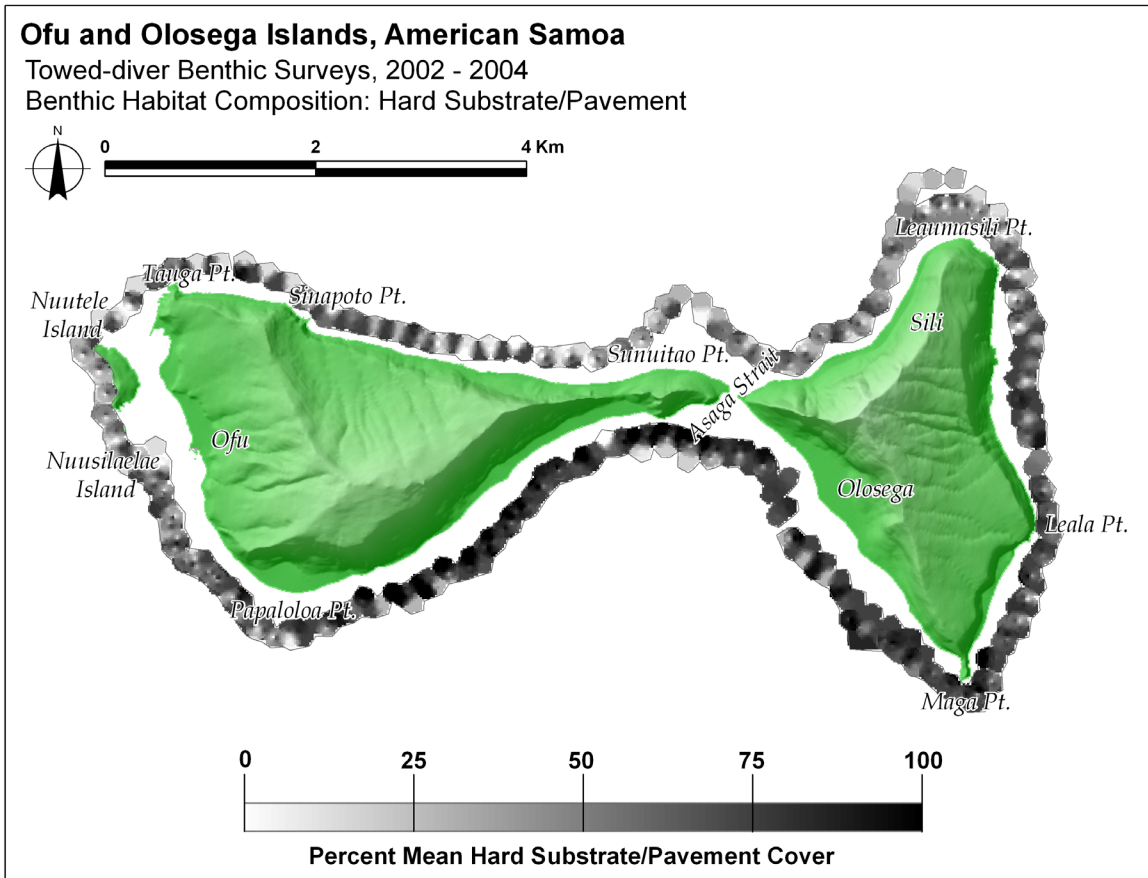 Ofu and Olosega Islands, American Samoa
Towed-diver Benthic Surveys, 2002 - 2004
Benthic Habitat Composition: Hard Substrate/Pavement
N
0 2 4 Km
Leaumasili Pt.
Tauga Pt.
Sinapoto Pt.
Nuutele
Island
Sili
Sunuitao Pt.
Asaga Strait
Ofu
Nuusilaelae
Island
Olosega
Leala Pt.
Papaloloa Pt.
Maga Pt.
0 25 50 75 100
Percent Mean Hard Substrate/Pavement Cover